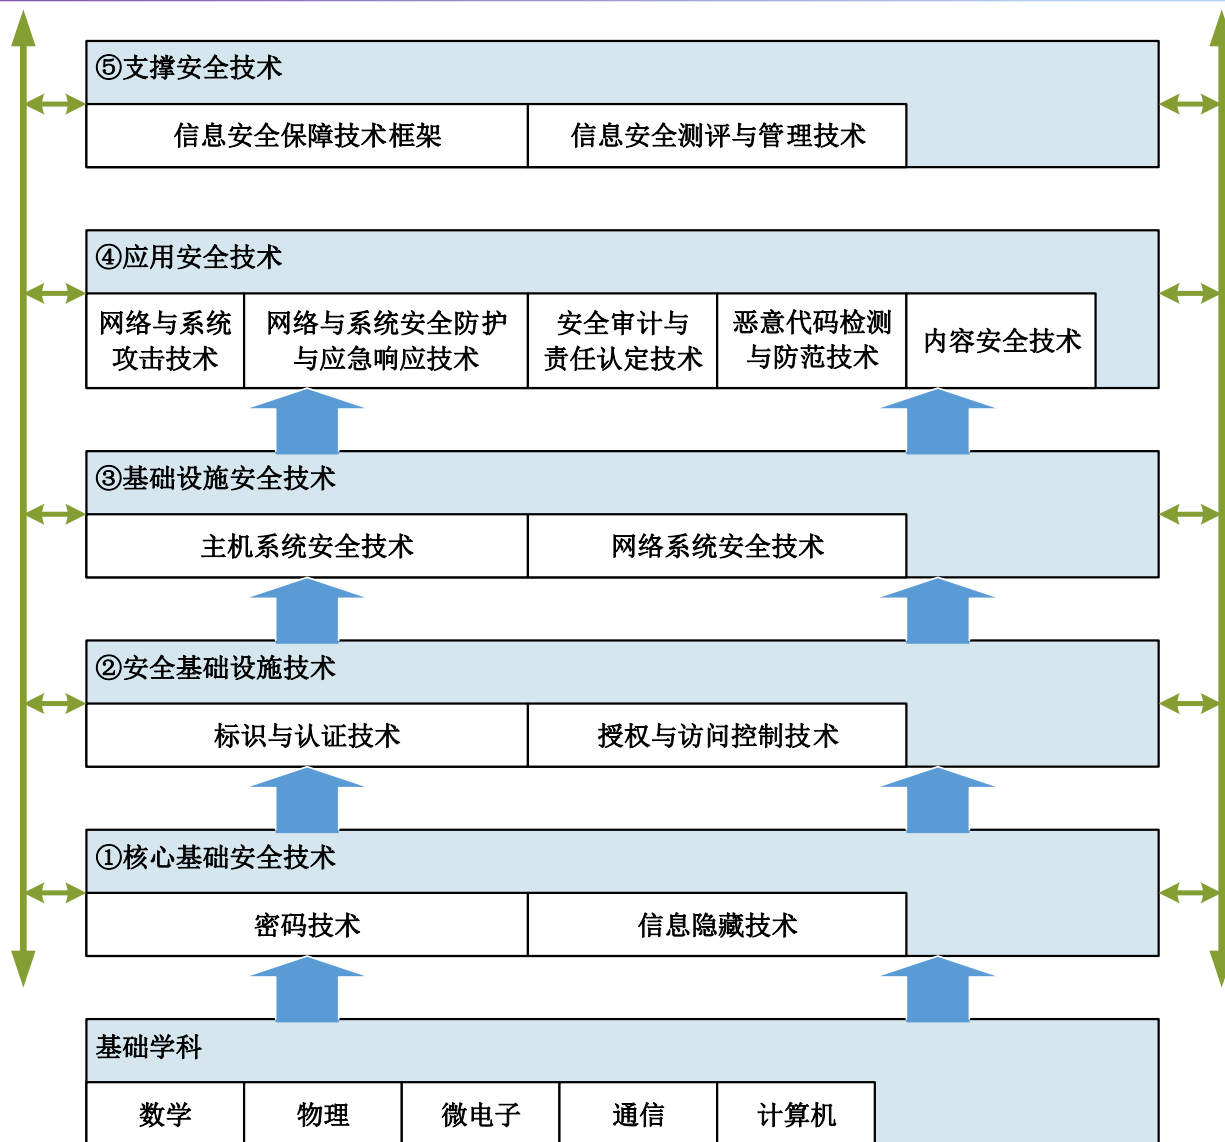 ⑤支撑安全技术
信息安全保障技术框架
信息安全测评与管理技术
④应用安全技术
网络与系统
攻击技术
网络与系统安全防护
与应急响应技术
安全审计与
责任认定技术
恶意代码检测
与防范技术
内容安全技术
③基础设施安全技术
主机系统安全技术
网络系统安全技术
②安全基础设施技术
标识与认证技术
授权与访问控制技术
①核心基础安全技术
密码技术
信息隐藏技术
基础学科
数学
物理
微电子
通信
计算机